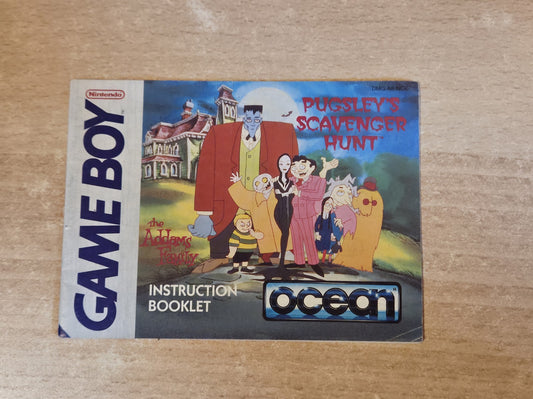 Nintendo
GAME BOY
PUGSLEY'S
SCAVENGER
HUNT
the
Addams
Family
INSTRUCTION
BOOKLET
ocean